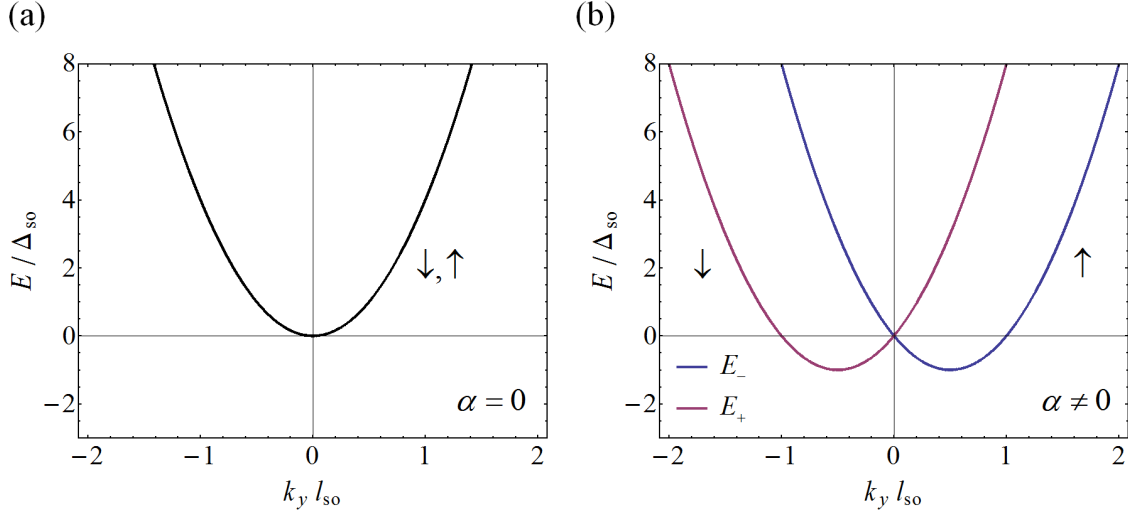 (a)
8
6
4
2
0
−2
E / Δso
↓,↑
α = 0
−2 −1 0 1 2
ky lso
(b)
8
6
4
2
0
−2
E / Δso
↓
↑
E−
E+
α ≠ 0
−2 −1 0 1 2
ky lso